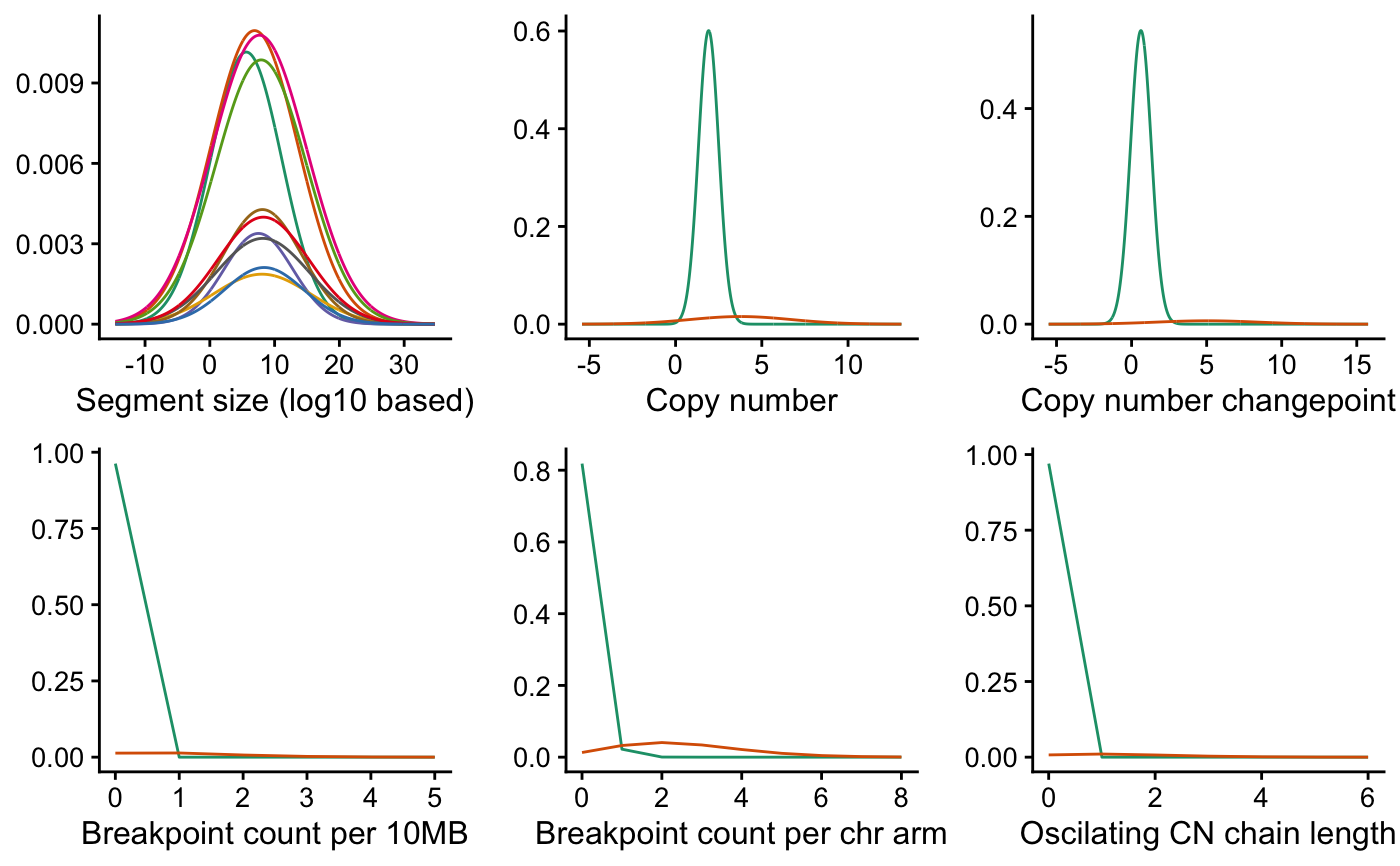 0.009
0.006
0.003
0.000
-10 0 10 20 30
Segment size (log10 based)
0.6
0.4
0.2
0.0
-5 0 5 10
Copy number
0.4
0.2
0.0
-5 0 5 10 15
Copy number changepoint
1.00
0.75
0.50
0.25
0.00
0 1 2 3 4 5
Breakpoint count per 10MB
0.8
0.6
0.4
0.2
0.0
0 2 4 6 8
Breakpoint count per chr arm
1.00
0.75
0.50
0.25
0.00
0 2 4 6
Oscilating CN chain length